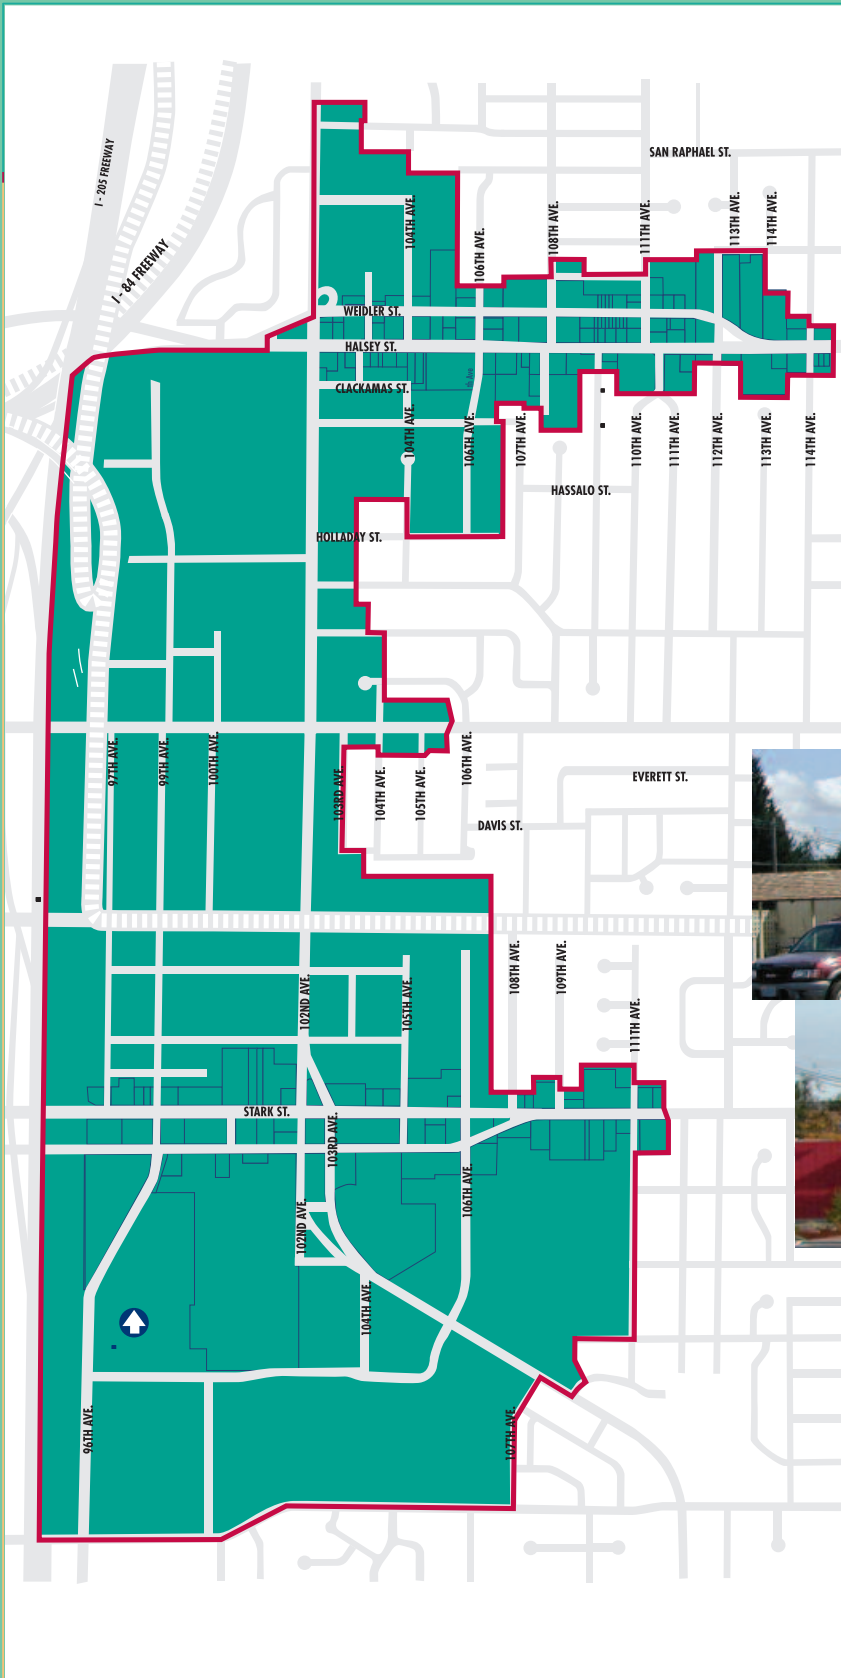 I - 205 FREEWAY
I - 84 FREEWAY
SAN RAPHAEL ST.
104TH AVE.
106TH AVE.
108TH AVE.
111TH AVE.
113TH AVE.
114TH AVE.
WEIDLER ST.
HALSEY ST.
CLACKAMAS ST.
th Ave
104TH AVE.
106TH AVE.
107TH AVE.
110TH AVE.
111TH AVE.
112TH AVE.
113TH AVE.
114TH AVE.
HASSALO ST.
HOLLADAY ST.
97TH AVE.
99TH AVE.
100TH AVE.
103RD AVE.
104TH AVE.
105TH AVE.
106TH AVE.
EVERETT ST.
DAVIS ST.
102ND AVE.
105TH AVE.
108TH AVE.
109TH AVE.
111TH AVE.
STARK ST.
103RD AVE.
102ND AVE.
106TH AVE.
104TH AVE.
96TH AVE.
107TH AVE.